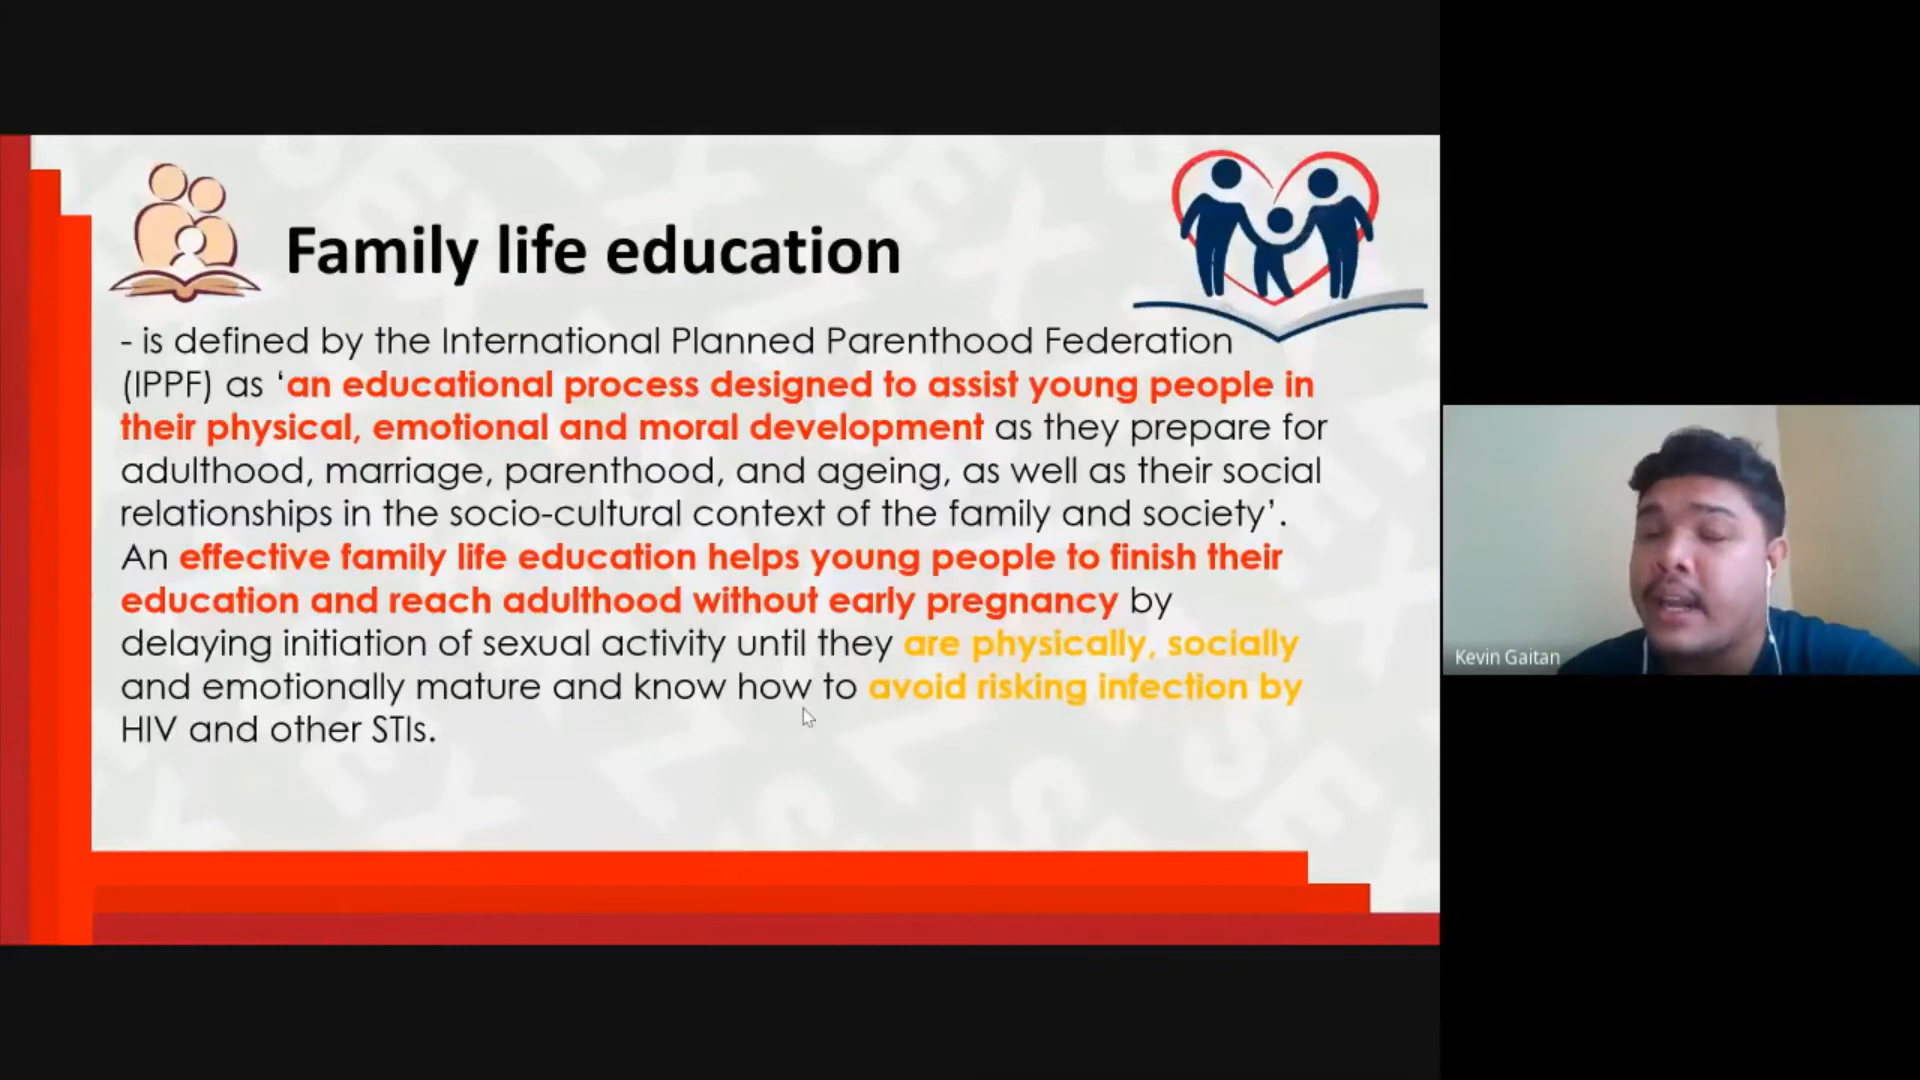 Family life education
- is defined by the International Planned Parenthood Federation
(IPPF) as ‘an educational process designed to assist young people in
their physical, emotional and moral development as they prepare for
adulthood, marriage, parenthood, and ageing, as well as their social
relationships in the socio-cultural context of the family and society’.
An effective family life education helps young people to finish their
education and reach adulthood without early pregnancy by
delaying initiation of sexual activity until they are physically, socially
and emotionally mature and know how to avoid risking infection by
HIV and other STIs.
Kevin Gaitan